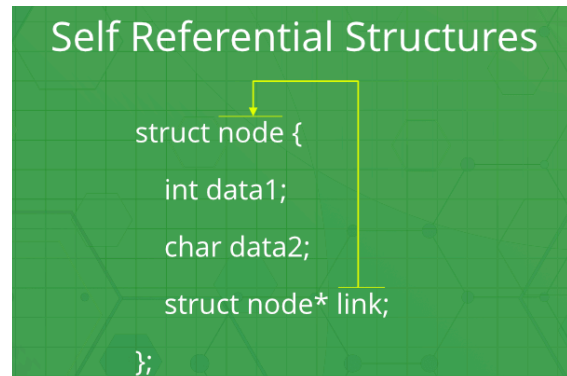 Self Referential Structures
struct node {
int data1;
char data2;
struct node* link;
};